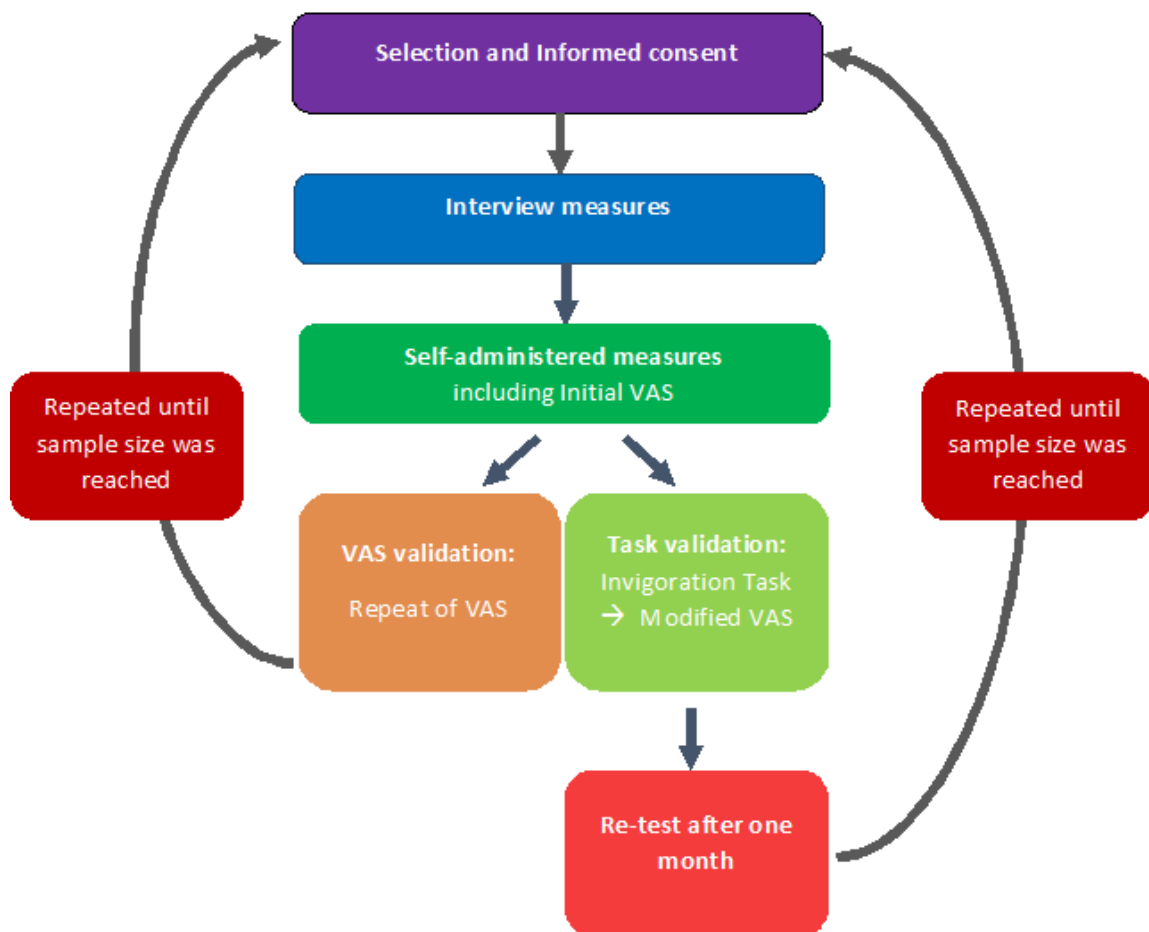 Selection and Informed consent
Interview measures
Self-administered measures
including Initial VAS
Repeated until
sample size was
reached
Repeated until
sample size was
reached
VAS validation:
Repeat of VAS
Task validation:
Invigoration Task
→ Modified VAS
Re-test after one
month